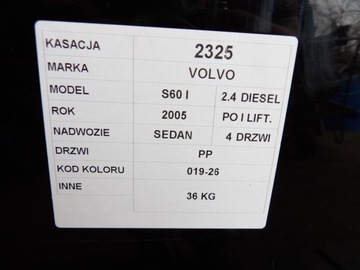 KASACJA 2325
MARKA VOLVO
MODEL S60 I 2.4 DIESEL
ROK 2005 PO I LIFT.
NADWOZIE SEDAN 4 DRZWI
DRZWI PP
KOD KOLORU 019-26
INNE 36 KG